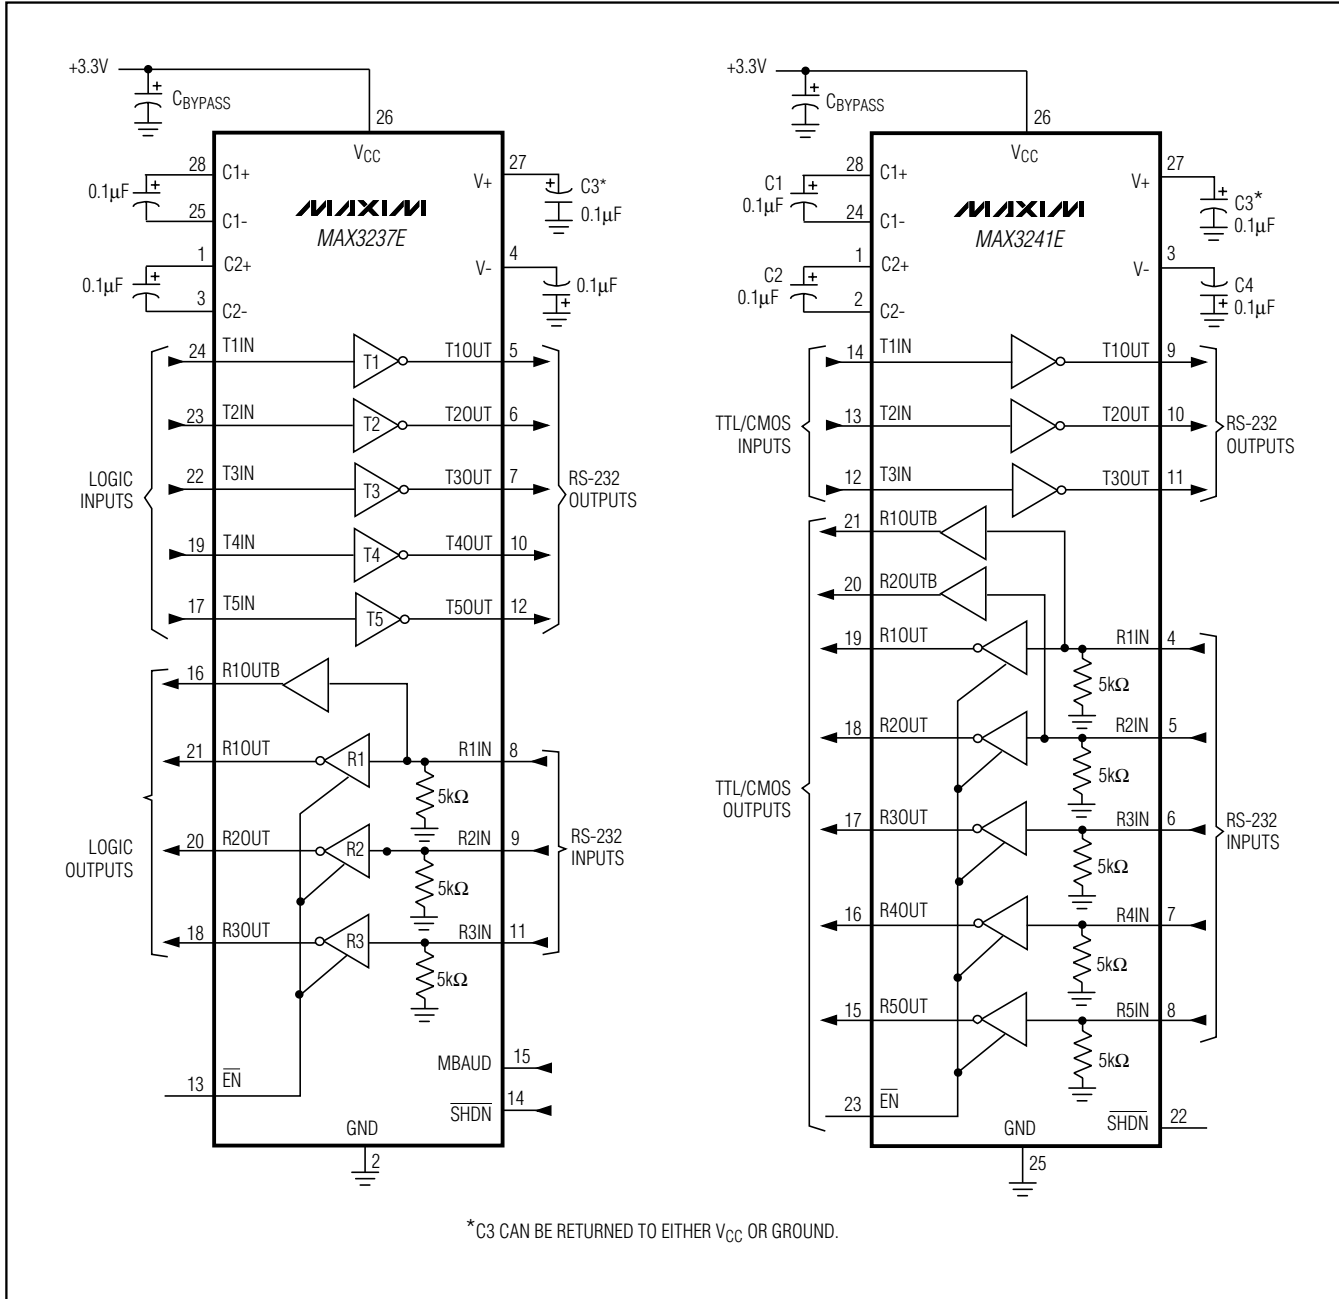 +3.3V
CBYPASS
26
VCC
28
C1+
0.1µF
25
C1-
1
C2+
0.1µF
3
C2-
27
V+
C3*
0.1µF
4
V-
0.1µF
MAXIM
MAX3237E
24
T1IN
T1
T1OUT
5
23
T2IN
T2
T2OUT
6
22
T3IN
T3
T3OUT
7
19
T4IN
T4
T4OUT
10
17
T5IN
T5
T5OUT
12
LOGIC
INPUTS
RS-232
OUTPUTS
16
R1OUTB
21
R1OUT
R1
R1IN
8
5kΩ
20
R2OUT
R2
R2IN
9
5kΩ
18
R3OUT
R3
R3IN
11
5kΩ
LOGIC
OUTPUTS
RS-232
INPUTS
MBAUD
15
13
EN
SHDN
14
GND
2
+3.3V
CBYPASS
26
VCC
28
C1+
C1
0.1µF
24
C1-
1
C2+
C2
0.1µF
2
C2-
27
V+
C3*
0.1µF
3
V-
C4
0.1µF
MAXIM
MAX3241E
14
T1IN
T1OUT
9
13
T2IN
T2OUT
10
12
T3IN
T3OUT
11
TTL/CMOS
INPUTS
RS-232
OUTPUTS
21
R1OUTB
20
R2OUTB
19
R1OUT
R1IN
4
5kΩ
18
R2OUT
R2IN
5
5kΩ
17
R3OUT
R3IN
6
5kΩ
16
R4OUT
R4IN
7
5kΩ
15
R5OUT
R5IN
8
5kΩ
TTL/CMOS
OUTPUTS
RS-232
INPUTS
23
EN
SHDN
22
GND
25
*C3 CAN BE RETURNED TO EITHER VCC OR GROUND.